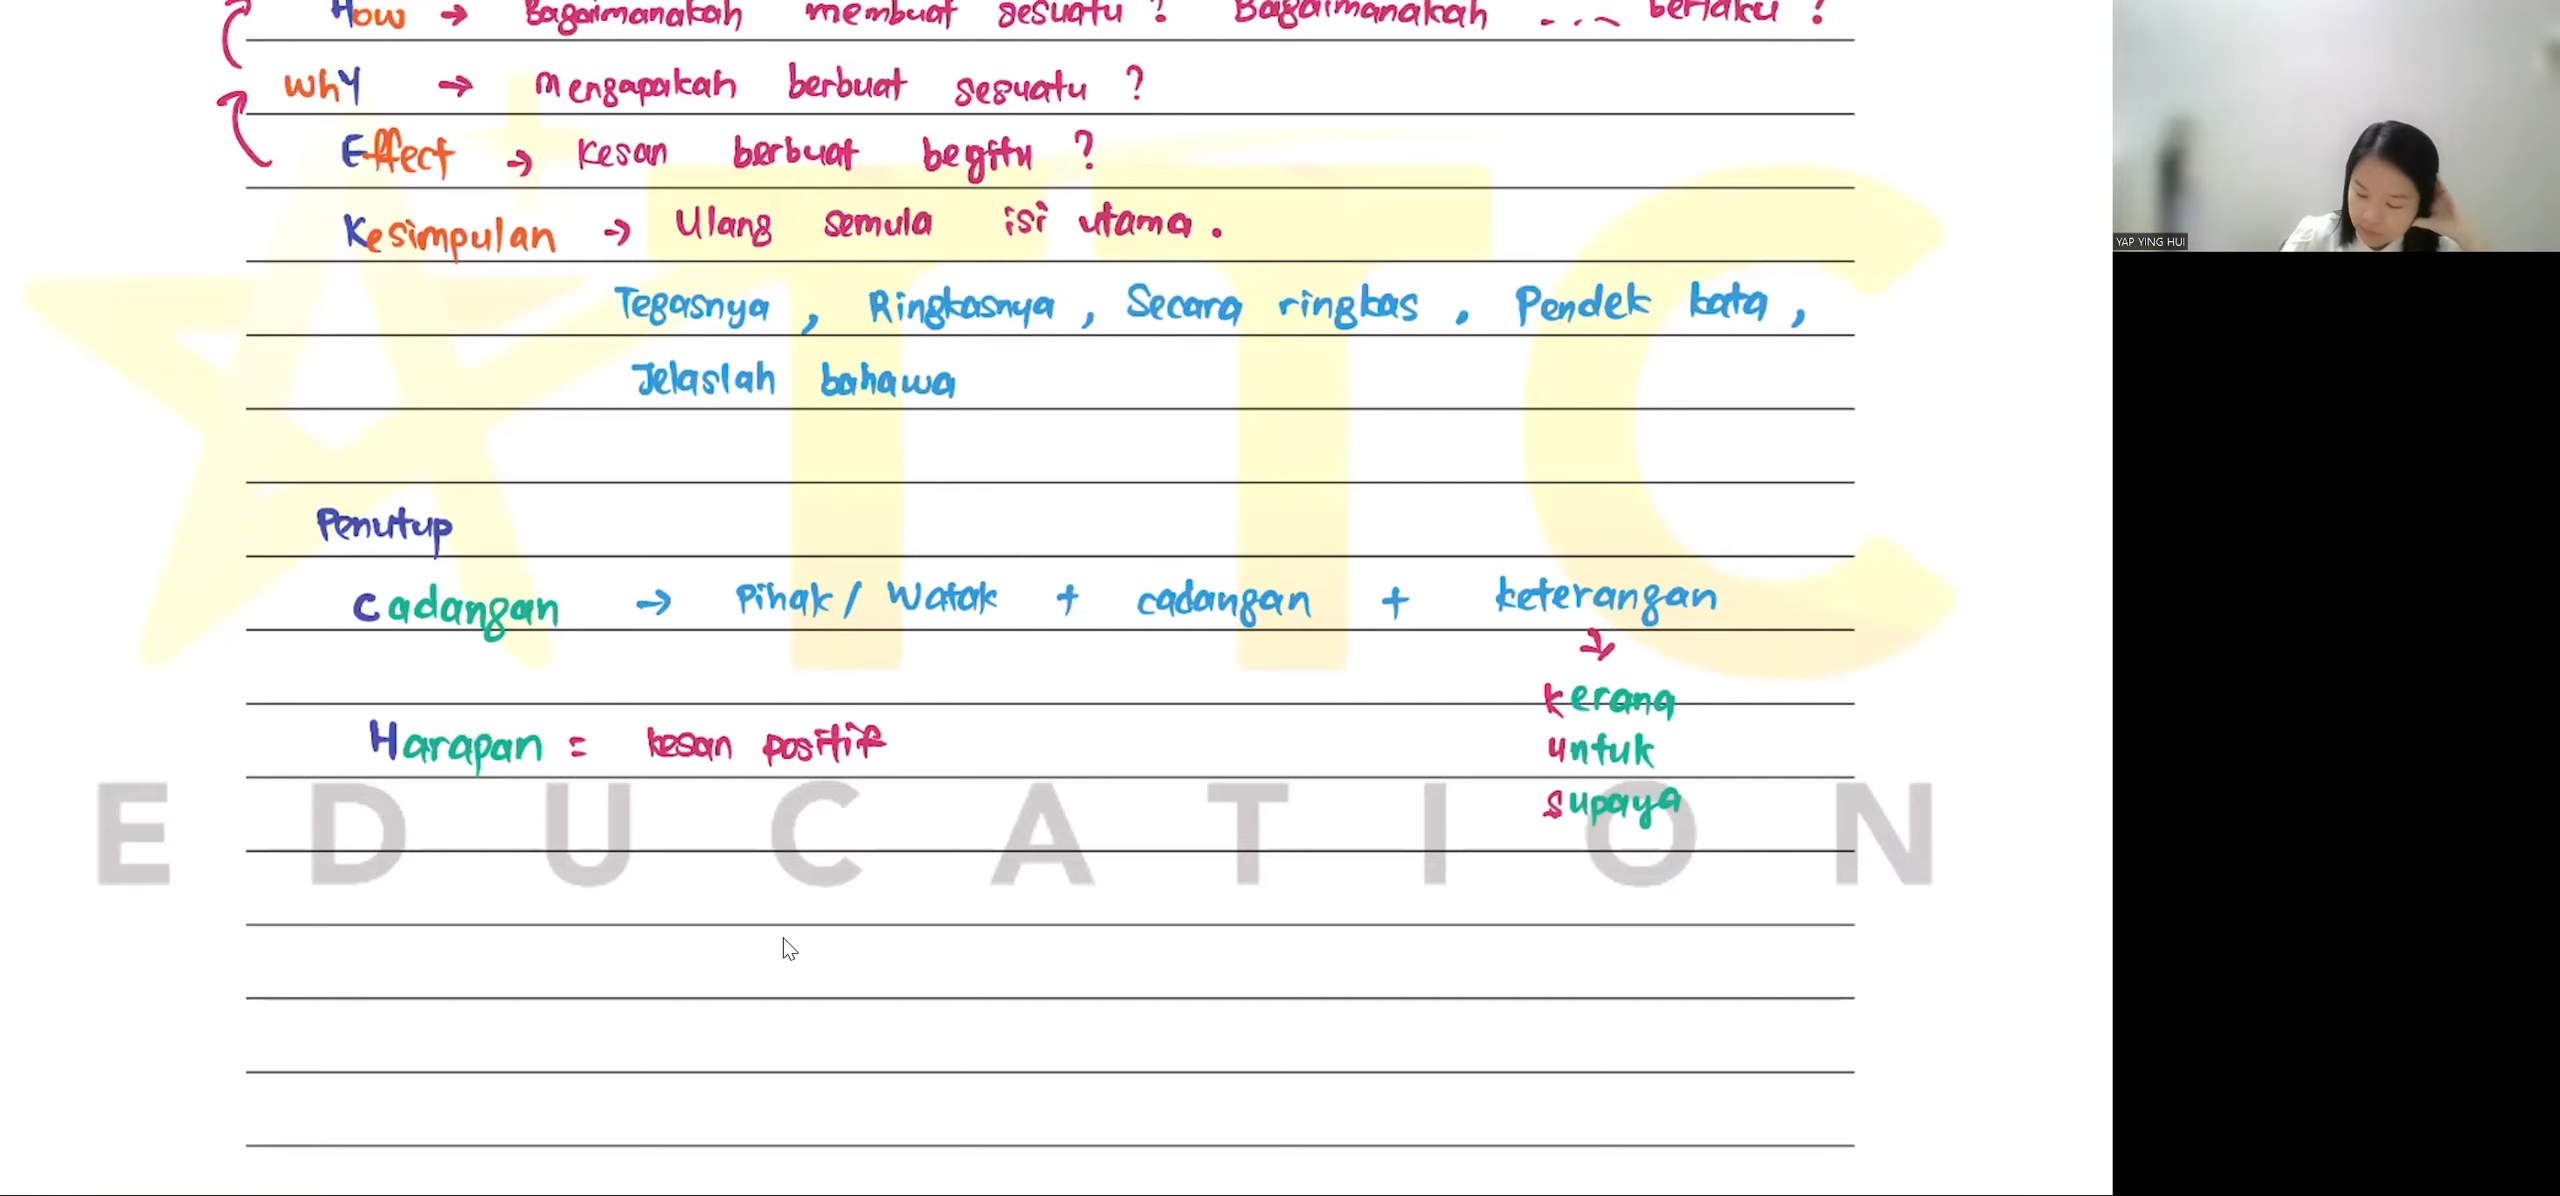 How → Bagaimanakah membuat sesuatu ? Bagaimanakah ... berlaku ?
Why → Mengapakah berbuat sesuatu ?
Effect → Kesan berbuat begitu ?
Kesimpulan → Ulang semula isi utama .
Tegasnya , Ringkasnya , Secara ringkas , Pendek kata ,
Jelaslah bahawa
Penutup
Cadangan → Pihak / Watak + cadangan + keterangan
kerana
Harapan = kesan positif
untuk
supaya
TTC
EDUCATION
YAP YING HUI